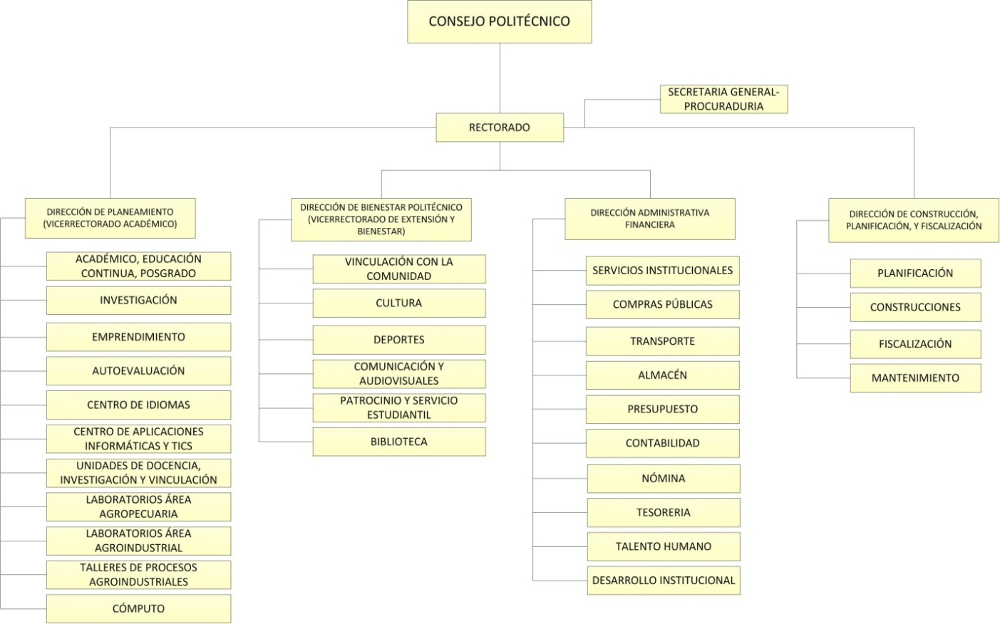 CONSEJO POLITÉCNICO
SECRETARIA GENERAL-
PROCURADURIA
RECTORADO
DIRECCIÓN DE PLANEAMIENTO
(VICERRECTORADO ACADÉMICO)
ACADÉMICO, EDUCACIÓN
CONTINUA, POSGRADO
INVESTIGACIÓN
EMPRENDIMIENTO
AUTOEVALUACIÓN
CENTRO DE IDIOMAS
CENTRO DE APLICACIONES
INFORMÁTICAS Y TICS
UNIDADES DE DOCENCIA,
INVESTIGACIÓN Y VINCULACIÓN
LABORATORIOS ÁREA
AGROPECUARIA
LABORATORIOS ÁREA
AGROINDUSTRIAL
TALLERES DE PROCESOS
AGROINDUSTRIALES
CÓMPUTO
DIRECCIÓN DE BIENESTAR POLITÉCNICO
(VICERRECTORADO DE EXTENSIÓN Y
BIENESTAR)
VINCULACIÓN CON LA
COMUNIDAD
CULTURA
DEPORTES
COMUNICACIÓN Y
AUDIOVISUALES
PATROCINIO Y SERVICIO
ESTUDIANTIL
BIBLIOTECA
DIRECCIÓN ADMINISTRATIVA
FINANCIERA
SERVICIOS INSTITUCIONALES
COMPRAS PÚBLICAS
TRANSPORTE
ALMACÉN
PRESUPUESTO
CONTABILIDAD
NÓMINA
TESORERIA
TALENTO HUMANO
DESARROLLO INSTITUCIONAL
DIRECCIÓN DE CONSTRUCCIÓN,
PLANIFICACIÓN, Y FISCALIZACIÓN
PLANIFICACIÓN
CONSTRUCCIONES
FISCALIZACIÓN
MANTENIMIENTO